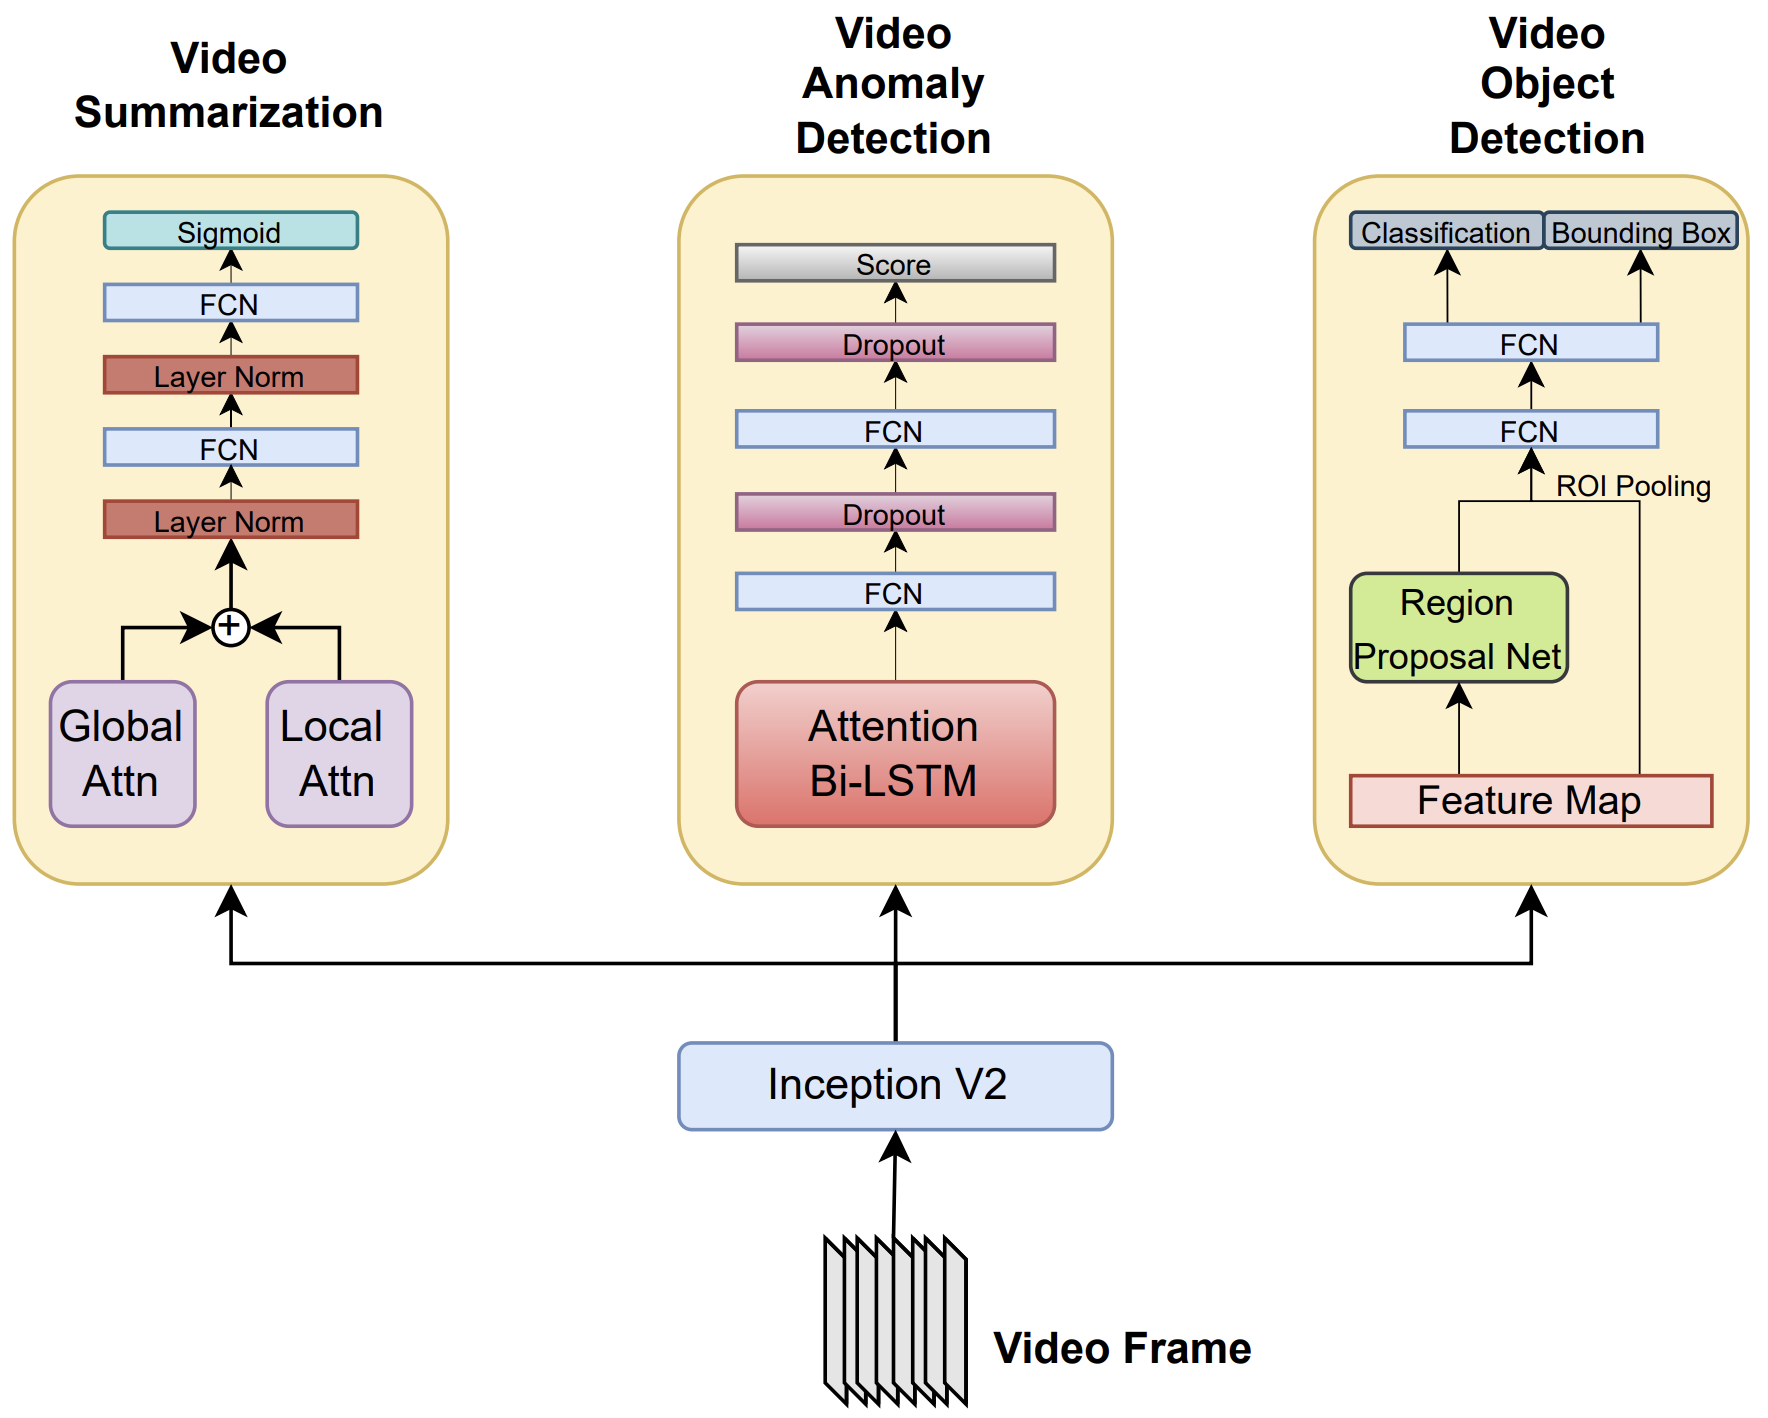 Video
Summarization
Sigmoid
FCN
Layer Norm
FCN
Layer Norm
+
Global
Attn
Local
Attn
Video
Anomaly
Detection
Score
Dropout
FCN
Dropout
FCN
Attention
Bi-LSTM
Video
Object
Detection
Classification
Bounding Box
FCN
FCN
ROI Pooling
Region
Proposal Net
Feature Map
Inception V2
Video Frame